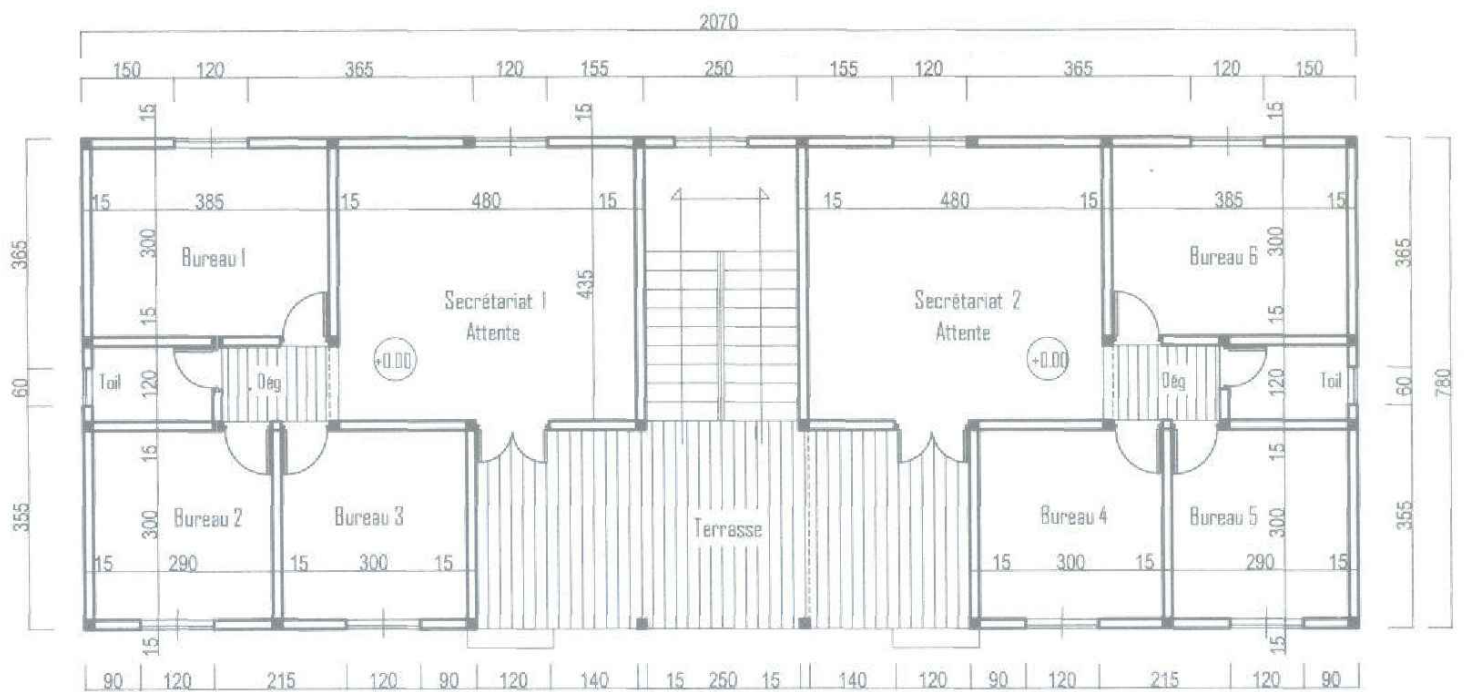 2070
150 120 365 120 155 250 155 120 365 120 150
15 15 15
15 385 15 480 15 15 480 15 385 15
365 300 435 300 365
Bureau 1 Bureau 6
Secrétariat 1 Secrétariat 2
Attente Attente
15 15
+0.00 +0.00
Toil 120 Dég Dég 120 Toil
60 60 780
15 15
355 300 300 355
Bureau 2 Bureau 3 Terrasse Bureau 4 Bureau 5
15 290 15 300 15 15 300 15 290 15
15 15
90 120 215 120 90 120 140 15 250 15 140 120 90 120 215 120 90